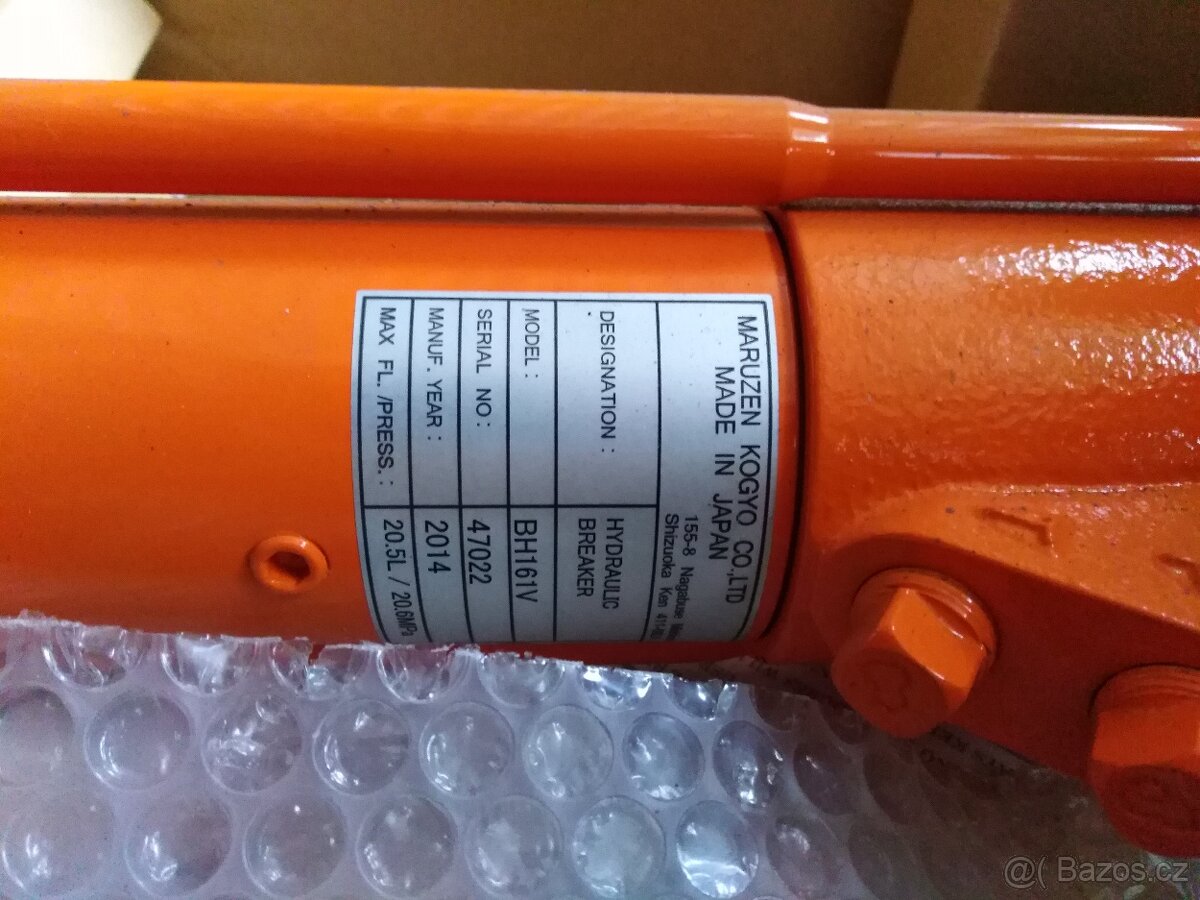 MARUZEN KOGYO CO.,LTD
MADE IN JAPAN
155-8 Nagabuse
Shizuoka Ken
DESIGNATION : HYDRAULIC BREAKER
MODEL : BH161V
SERIAL NO : 47022
MANUF. YEAR : 2014
MAX FL. /PRESS. : 20.5L / 20.6MPa
@( Bazos.cz